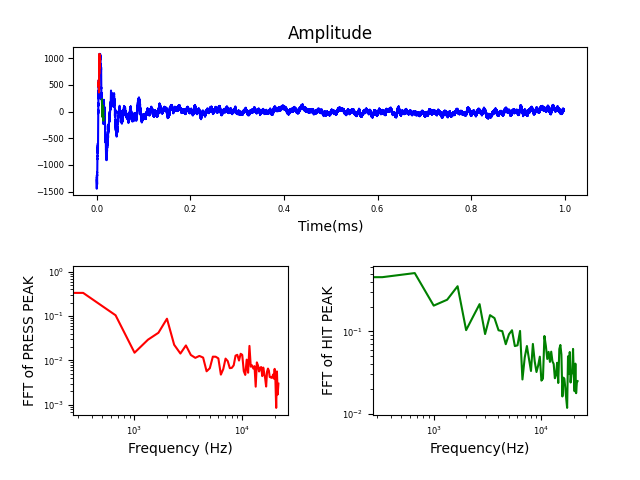 Amplitude
1000
500
0
−500
−1000
−1500
0.0 0.2 0.4 0.6 0.8 1.0
Time(ms)
FFT of PRESS PEAK
10⁰
10⁻¹
10⁻²
10⁻³
10³ 10⁴
Frequency (Hz)
FFT of HIT PEAK
10⁻¹
10⁻²
10³ 10⁴
Frequency(Hz)